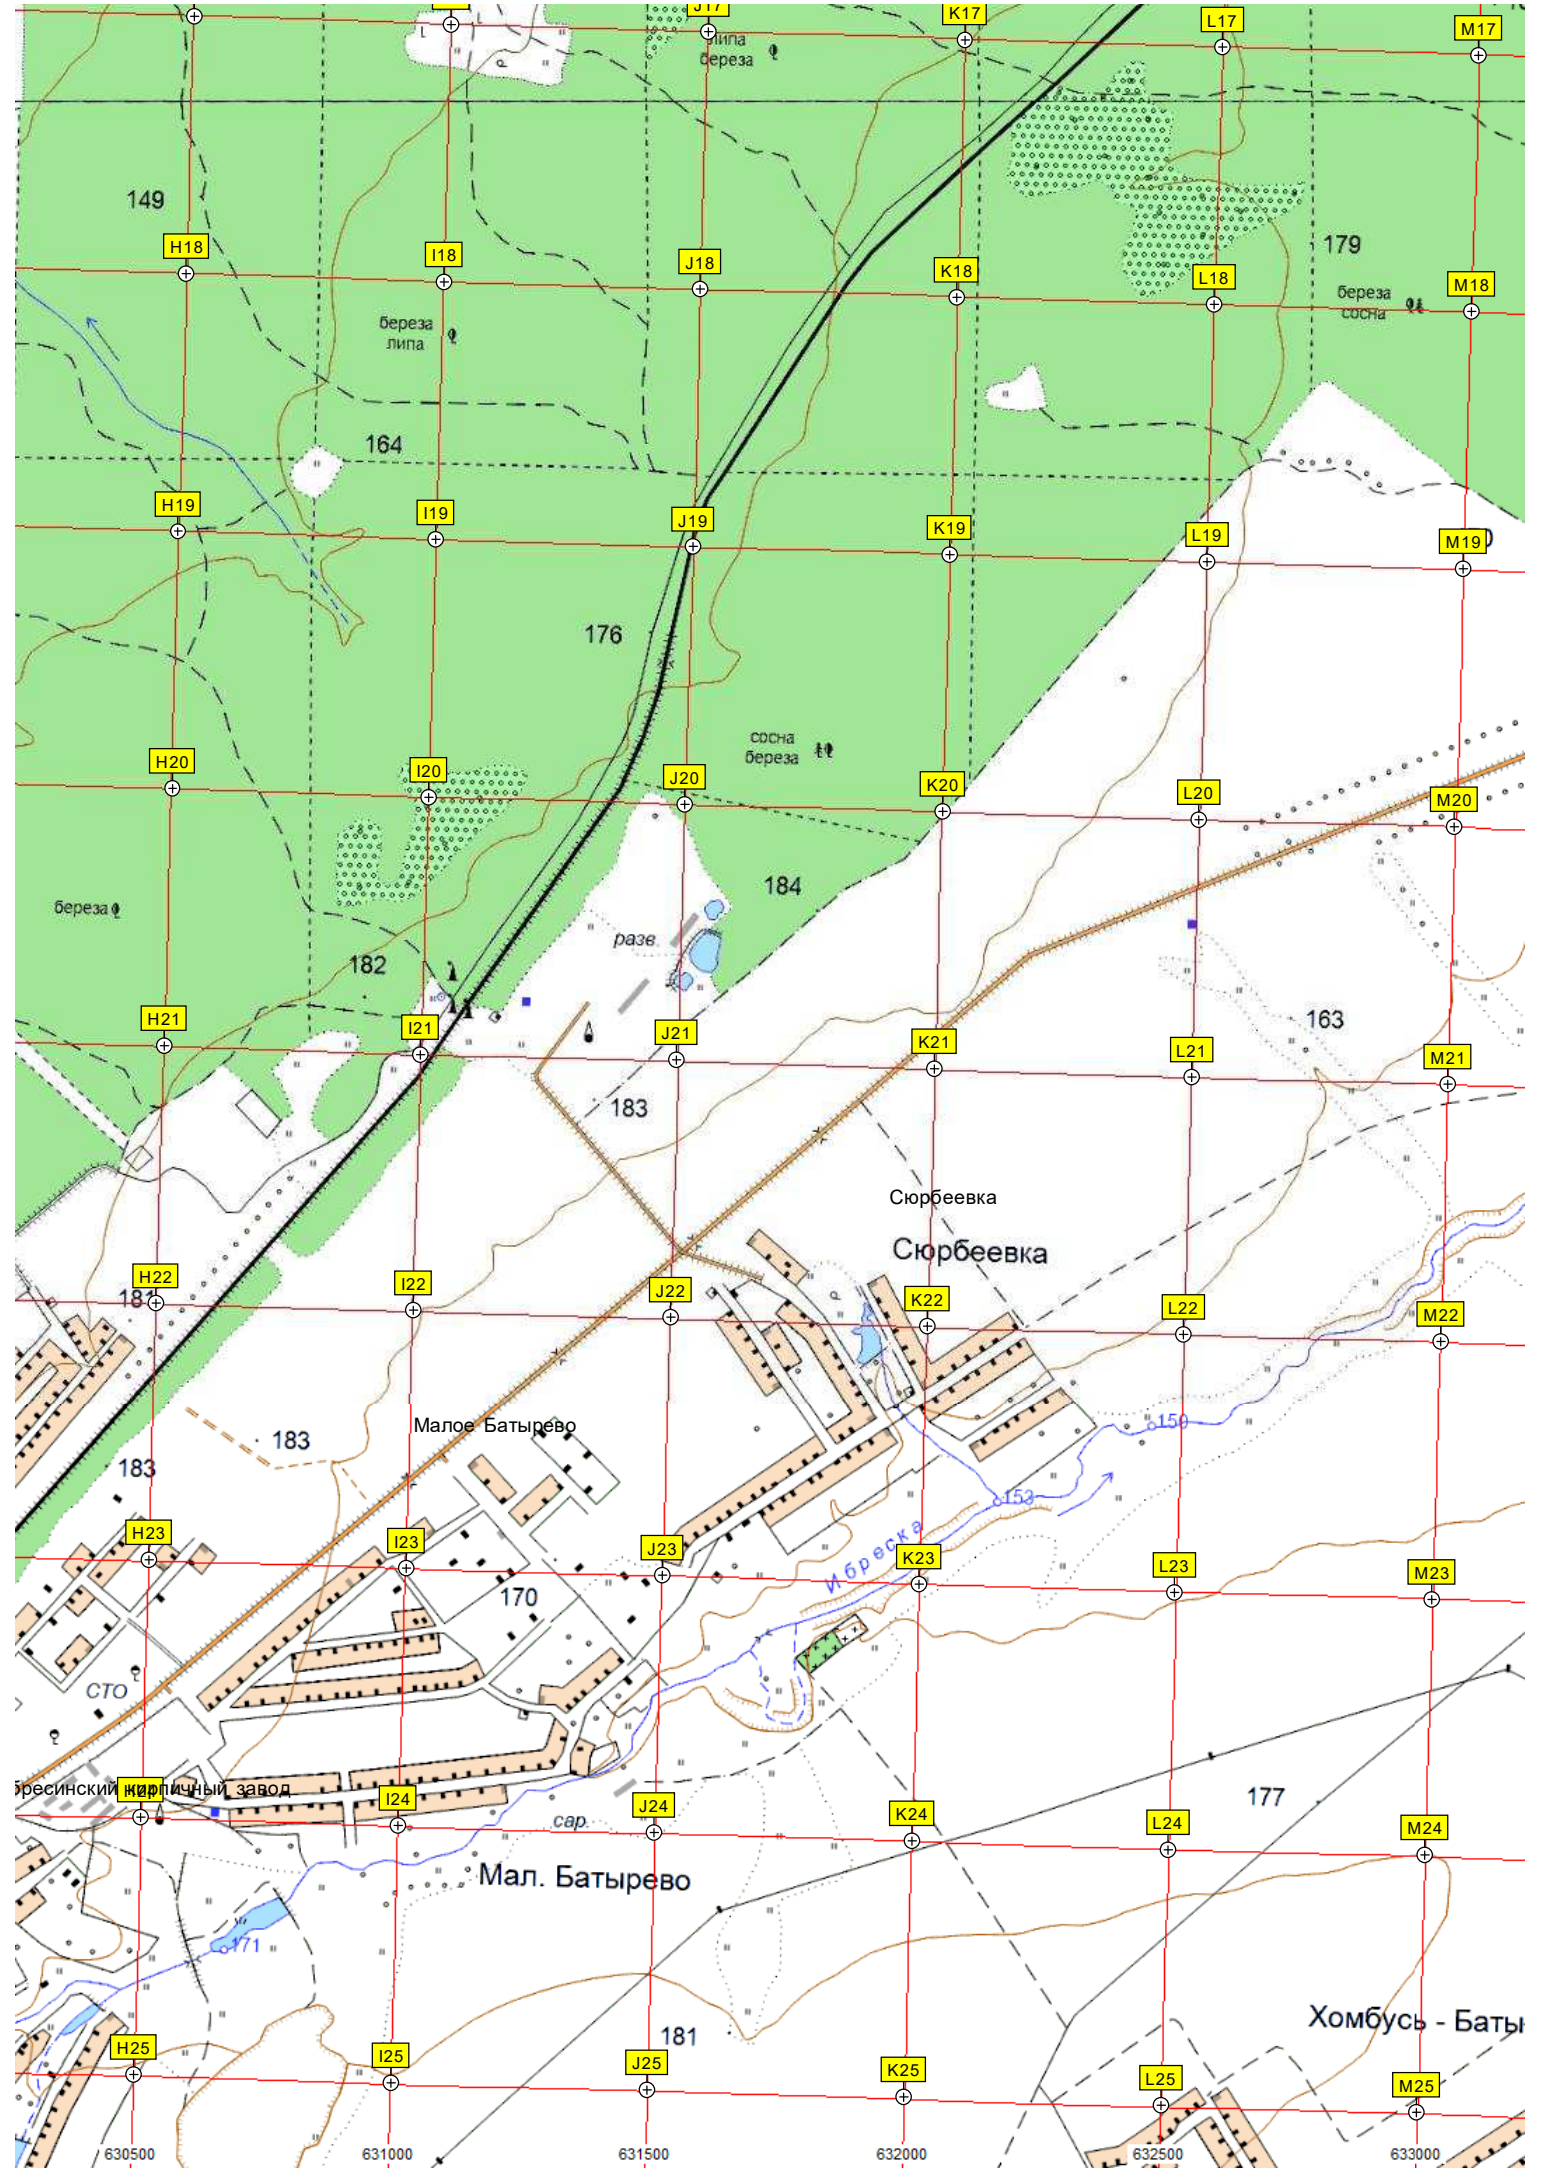 J17
K17
L17
M17
липа
береза
149
179
H18
I18
J18
K18
L18
M18
береза
сосна
береза
липа
164
H19
I19
J19
K19
L19
M19
176
сосна
береза
H20
I20
J20
K20
L20
M20
184
береза
разв.
182
163
H21
I21
J21
K21
L21
M21
183
Сюрбеевка
Сюрбеевка
H22
I22
J22
K22
L22
M22
181
Малое Батырево
150
183
183
153
H23
I23
J23
K23
L23
M23
Ибреска
170
СТО
бресинский кирпичный завод
H24
I24
J24
K24
L24
M24
177
сар.
Мал. Батырево
171
181
Хомбусь - Баты
H25
I25
J25
K25
L25
M25
630500
631000
631500
632000
632500
633000